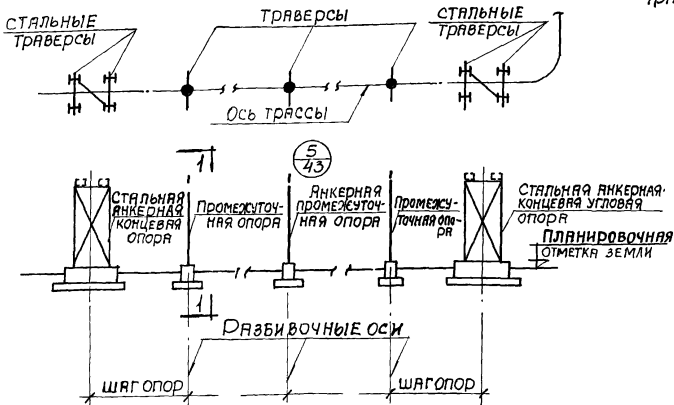 ТРА
СТАЛЬНЫЕ
ТРАВЕРСЫ
ТРАВЕРСЫ
СТАЛЬНЫЕ
ТРАВЕРСЫ
ОСЬ ТРАССЫ
1
5
43
СТАЛЬНАЯ
АНКЕРНАЯ
КОНЦЕВАЯ
ОПОРА
ПРОМЕЖУТОЧ-
НАЯ ОПОРА
АНКЕРНАЯ
ПРОМЕЖУТОЧ-
НАЯ ОПОРА
ПРОМЕЖУ-
ТОЧНАЯ ОПО-
РА
СТАЛЬНАЯ АНКЕРНАЯ-
КОНЦЕВАЯ УГЛОВАЯ
ОПОРА
ПЛАНИРОВОЧНАЯ
ОТМЕТКА ЗЕМЛИ
1
РАЗБИВОЧНЫЕ ОСИ
ШАГ ОПОР
ШАГ ОПОР